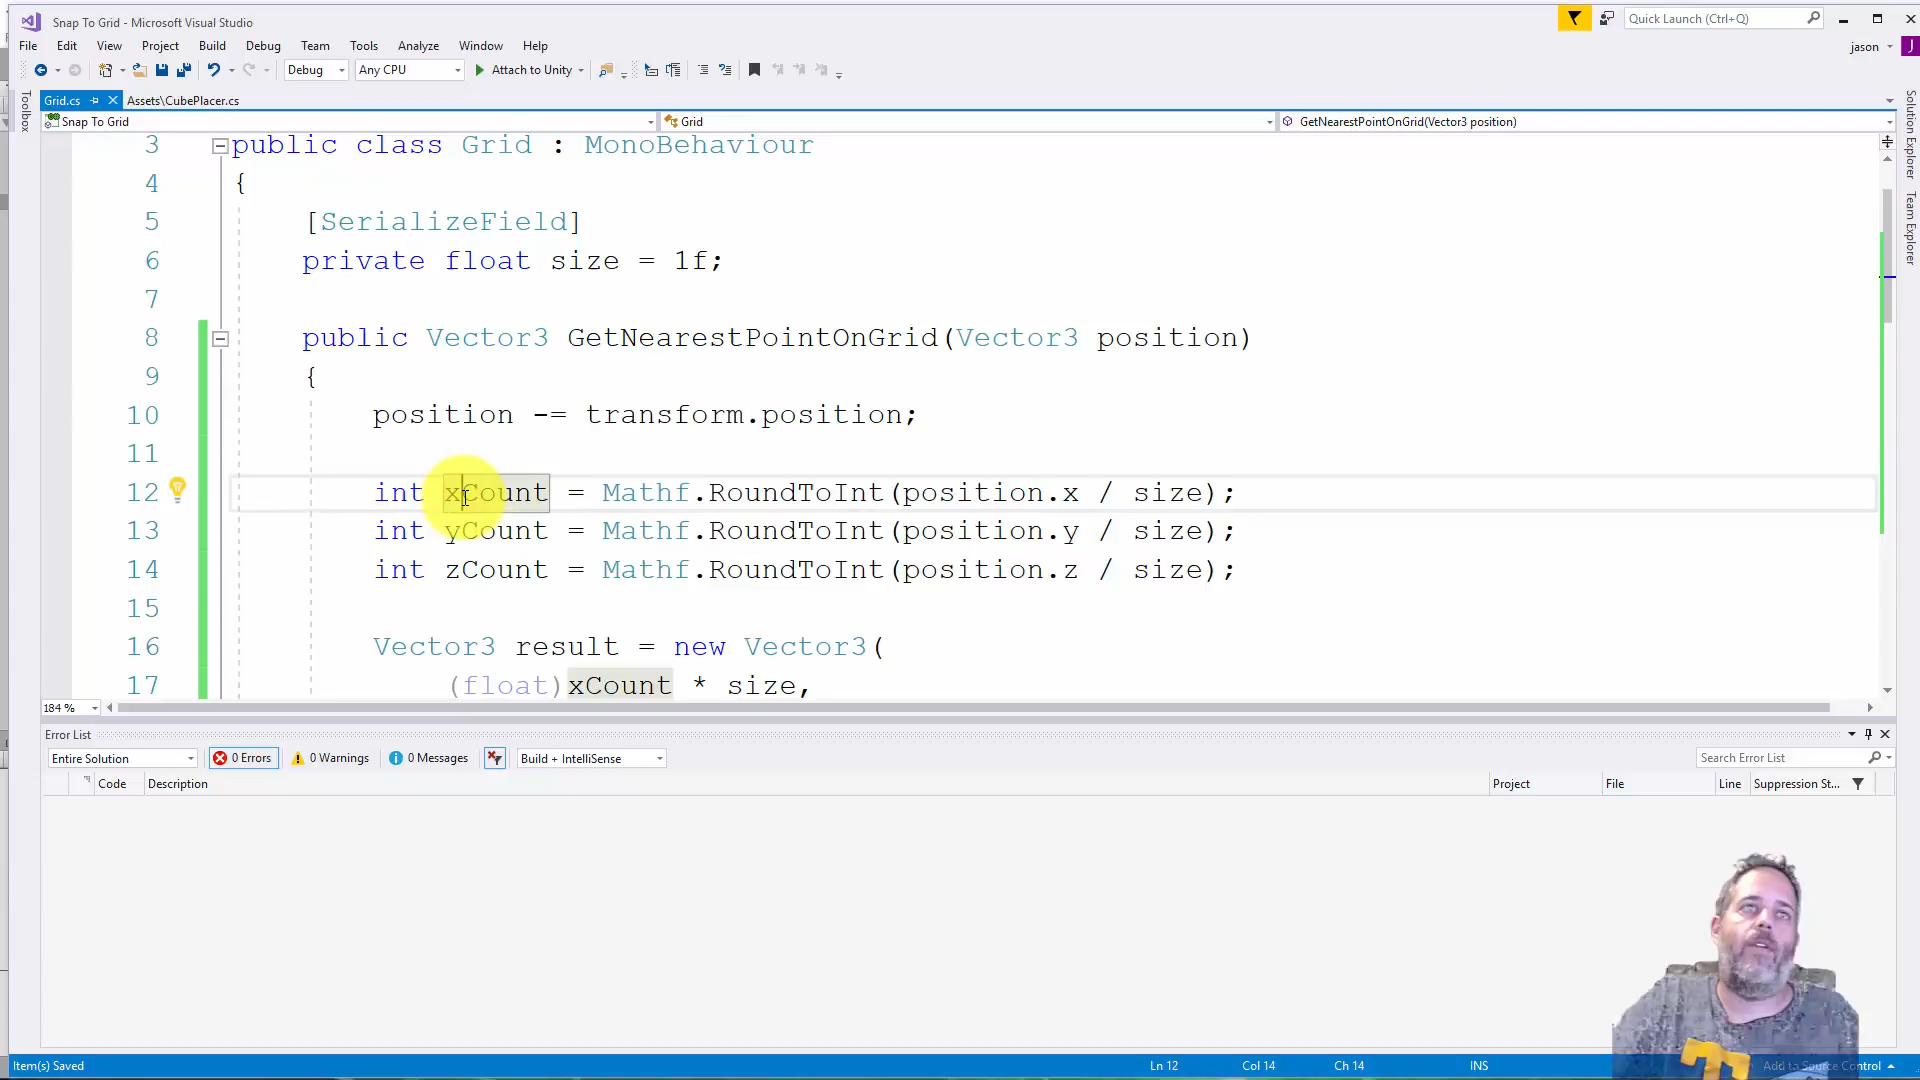 Snap To Grid - Microsoft Visual Studio
Quick Launch (Ctrl+Q)
File Edit View Project Build Debug Team Tools Analyze Window Help
jason J
Debug Any CPU Attach to Unity
Toolbox
Grid.cs Assets\CubePlacer.cs
Snap To Grid Grid GetNearestPointOnGrid(Vector3 position)
Solution Explorer
Team Explorer
3 public class Grid : MonoBehaviour
4 {
5 [SerializeField]
6 private float size = 1f;
7
8 public Vector3 GetNearestPointOnGrid(Vector3 position)
9 {
10 position -= transform.position;
11
12 int xCount = Mathf.RoundToInt(position.x / size);
13 int yCount = Mathf.RoundToInt(position.y / size);
14 int zCount = Mathf.RoundToInt(position.z / size);
15
16 Vector3 result = new Vector3(
17 (float)xCount * size,
184 %
Error List
Entire Solution 0 Errors 0 Warnings 0 Messages Build + IntelliSense Search Error List
Code Description Project File Line Suppression St...
Item(s) Saved Ln 12 Col 14 Ch 14 INS Add to Source Control